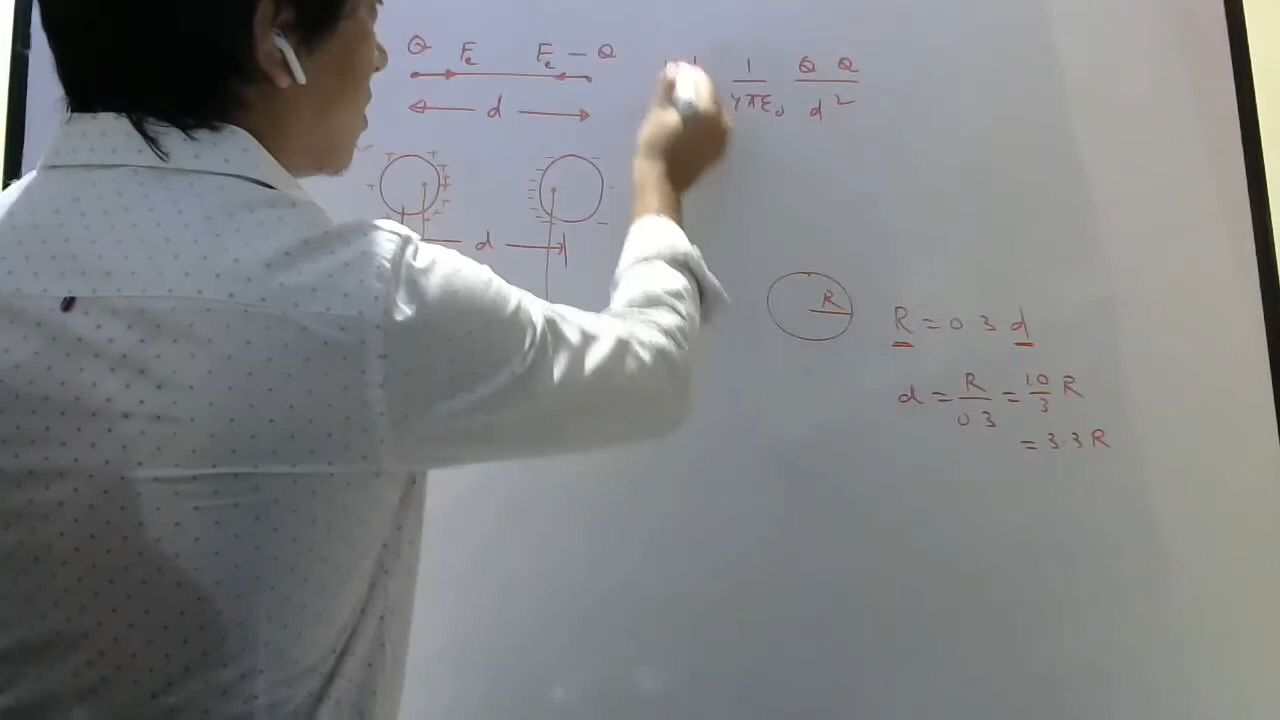 Q Fe Fe - Q
1/4πε₀ Q Q/d²
d
d
R
R = 0 3 d
d = R/0 3 = 10/3 R
= 3.3 R